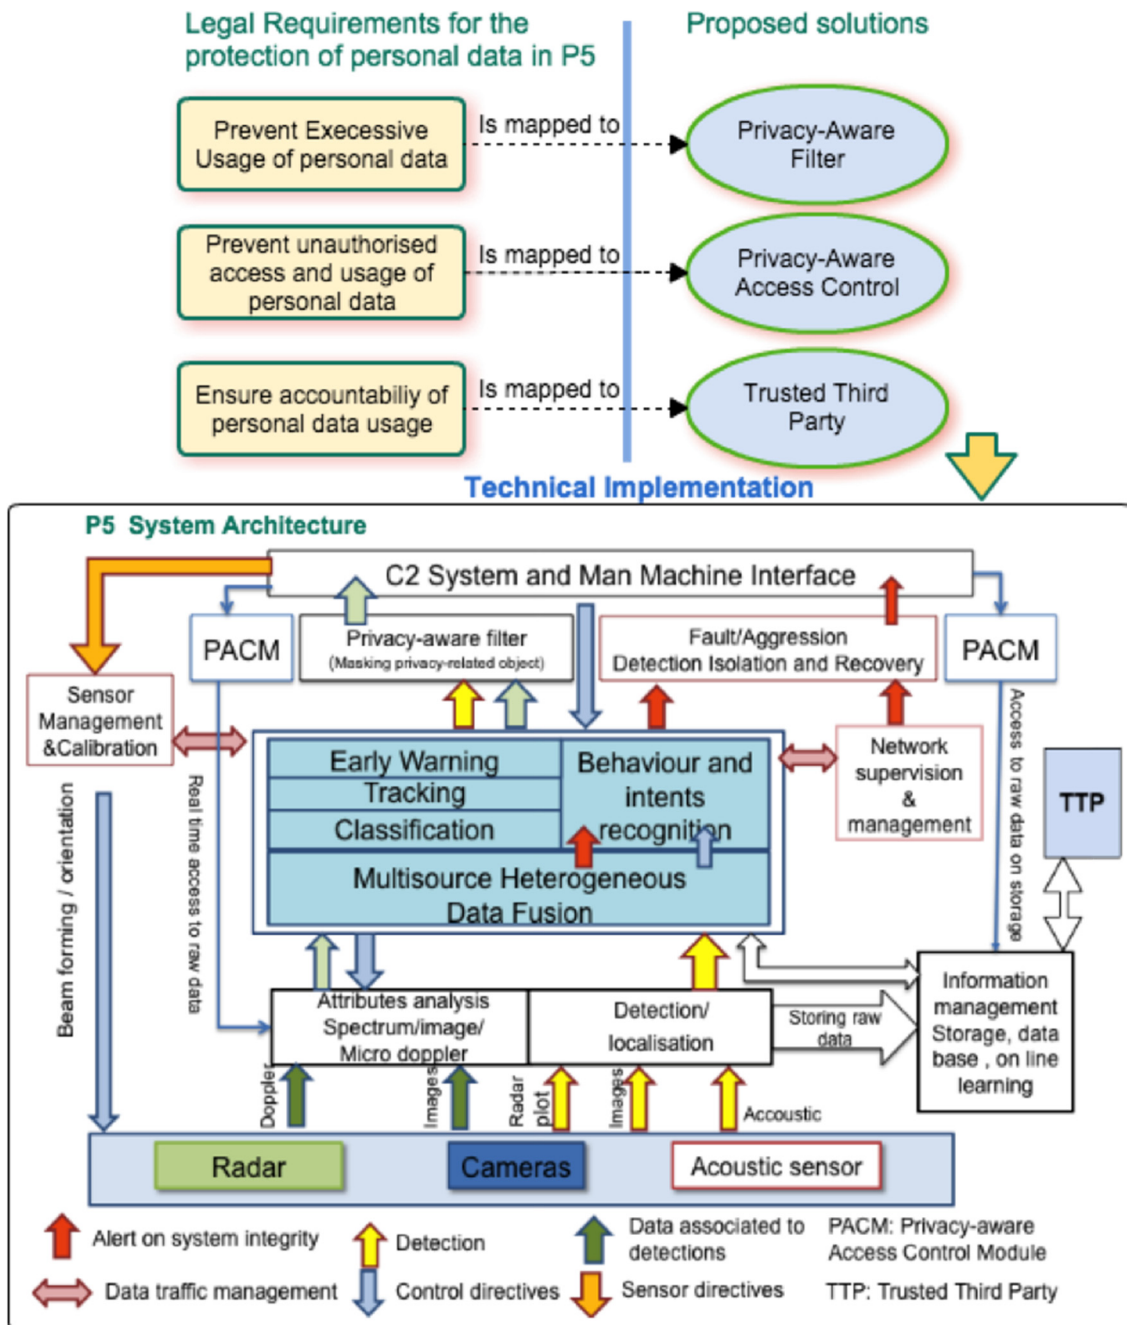 Legal Requirements for the
protection of personal data in P5
Proposed solutions
Prevent Execessive
Usage of personal data
Is mapped to
Privacy-Aware
Filter
Prevent unauthorised
access and usage of
personal data
Is mapped to
Privacy-Aware
Access Control
Ensure accountabiliy of
personal data usage
Is mapped to
Trusted Third
Party
Technical Implementation
P5 System Architecture
C2 System and Man Machine Interface
PACM
Privacy-aware filter
(Masking privacy-related object)
Fault/Aggression
Detection Isolation and Recovery
PACM
Sensor
Management
&Calibration
Early Warning
Tracking
Classification
Behaviour and
intents
recognition
Multisource Heterogeneous
Data Fusion
Network
supervision
&
management
TTP
Beam forming / orientation
Real time access to raw data
Access to raw data on storage
Attributes analysis
Spectrum/image/
Micro doppler
Detection/
localisation
Storing raw
data
Information
management
Storage, data
base , on line
learning
Doppler
Images
Radar
plot
Images
Accoustic
Radar
Cameras
Acoustic sensor
Alert on system integrity
Detection
Data associated to
detections
PACM: Privacy-aware
Access Control Module
Data traffic management
Control directives
Sensor directives
TTP: Trusted Third Party